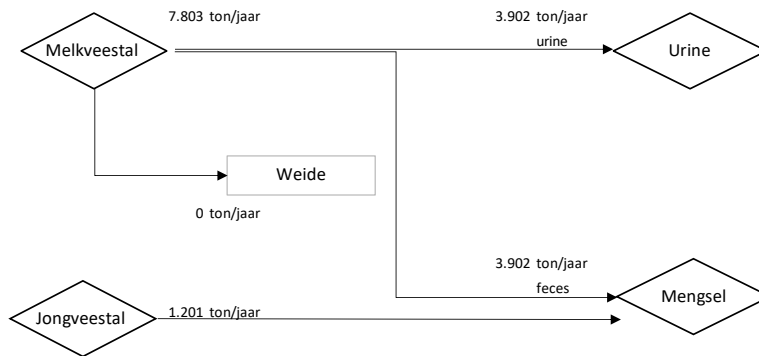 7.803 ton/jaar
3.902 ton/jaar
Melkveestal
urine
Urine
Weide
0 ton/jaar
3.902 ton/jaar
feces
Mengsel
Jongveestal
1.201 ton/jaar